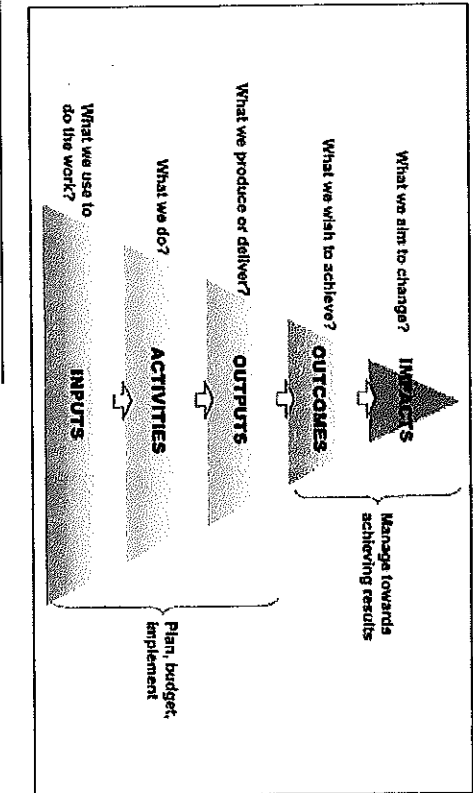 What we aim to change?
IMPACTS
What we wish to achieve?
OUTCOMES
Manage towards
achieving results
What we produce or deliver?
OUTPUTS
What we do?
ACTIVITIES
Plan, budget,
implement
What we use to
do the work?
INPUTS